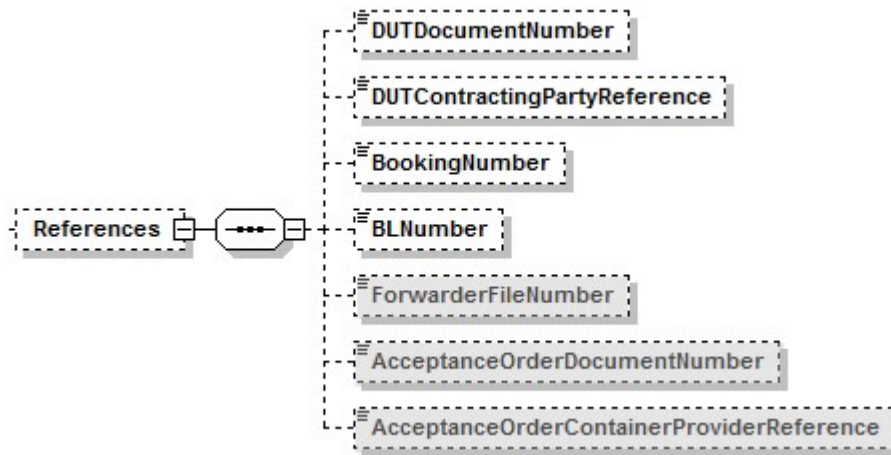 DUTDocumentNumber
DUTContractingPartyReference
BookingNumber
References
BLNumber
ForwarderFileNumber
AcceptanceOrderDocumentNumber
AcceptanceOrderContainerProviderReference